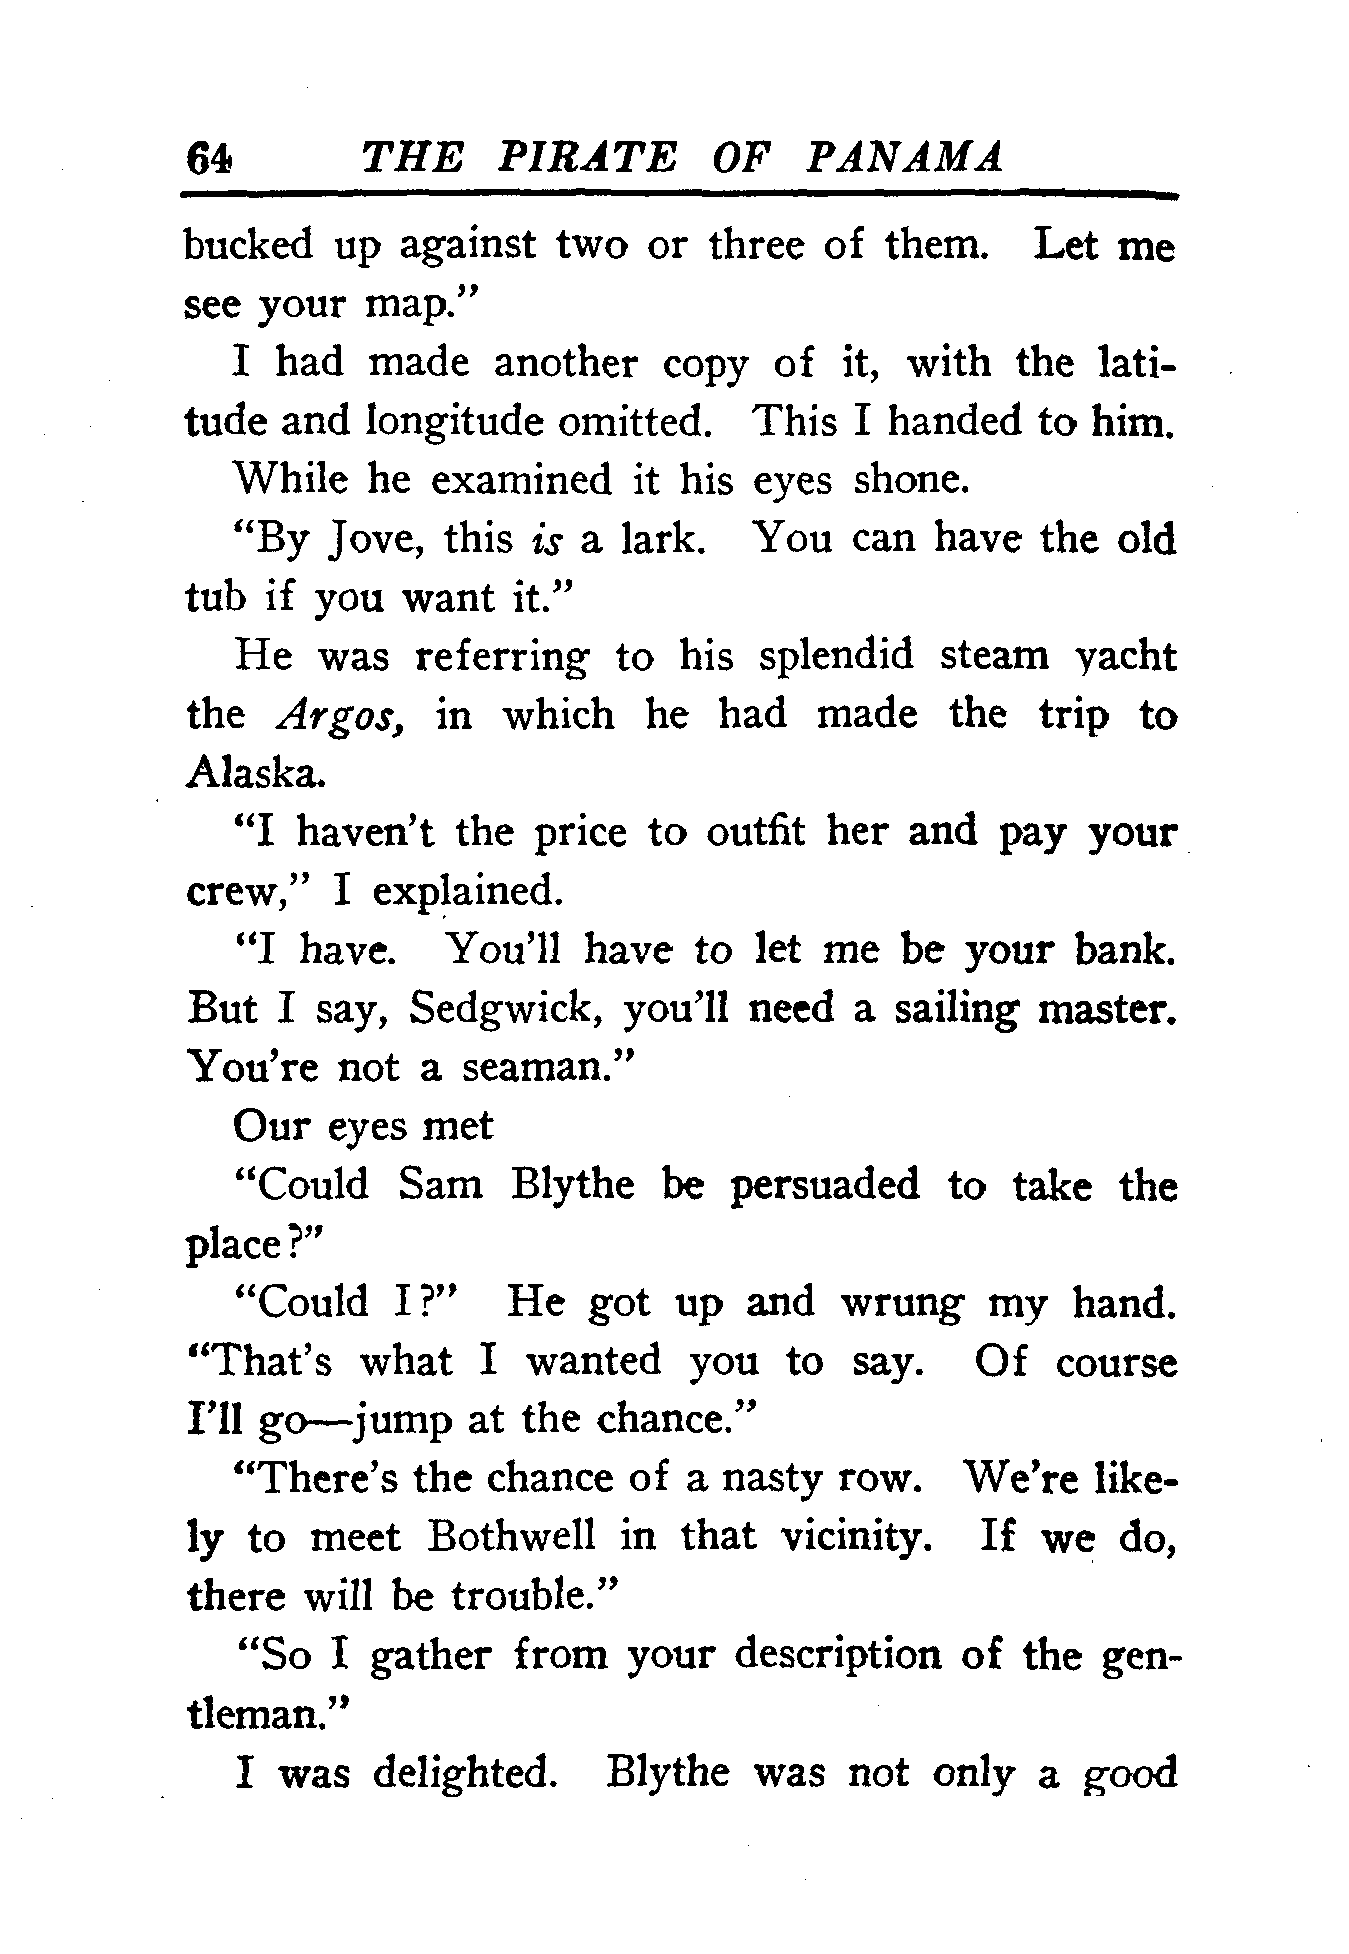 64 THE PIRATE OF PANAMA
bucked up against two or three of them. Let me
see your map."
I had made another copy of it, with the lati-
tude and longitude omitted. This I handed to him.
While he examined it his eyes shone.
"By Jove, this is a lark. You can have the old
tub if you want it."
He was referring to his splendid steam yacht
the Argos, in which he had made the trip to
Alaska.
"I haven't the price to outfit her and pay your
crew," I explained.
"I have. You'll have to let me be your bank.
But I say, Sedgwick, you'll need a sailing master.
You're not a seaman."
Our eyes met
"Could Sam Blythe be persuaded to take the
place?"
"Could I?" He got up and wrung my hand.
"That's what I wanted you to say. Of course
I'll go—jump at the chance."
"There's the chance of a nasty row. We're like-
ly to meet Bothwell in that vicinity. If we do,
there will be trouble."
"So I gather from your description of the gen-
tleman."
I was delighted. Blythe was not only a good